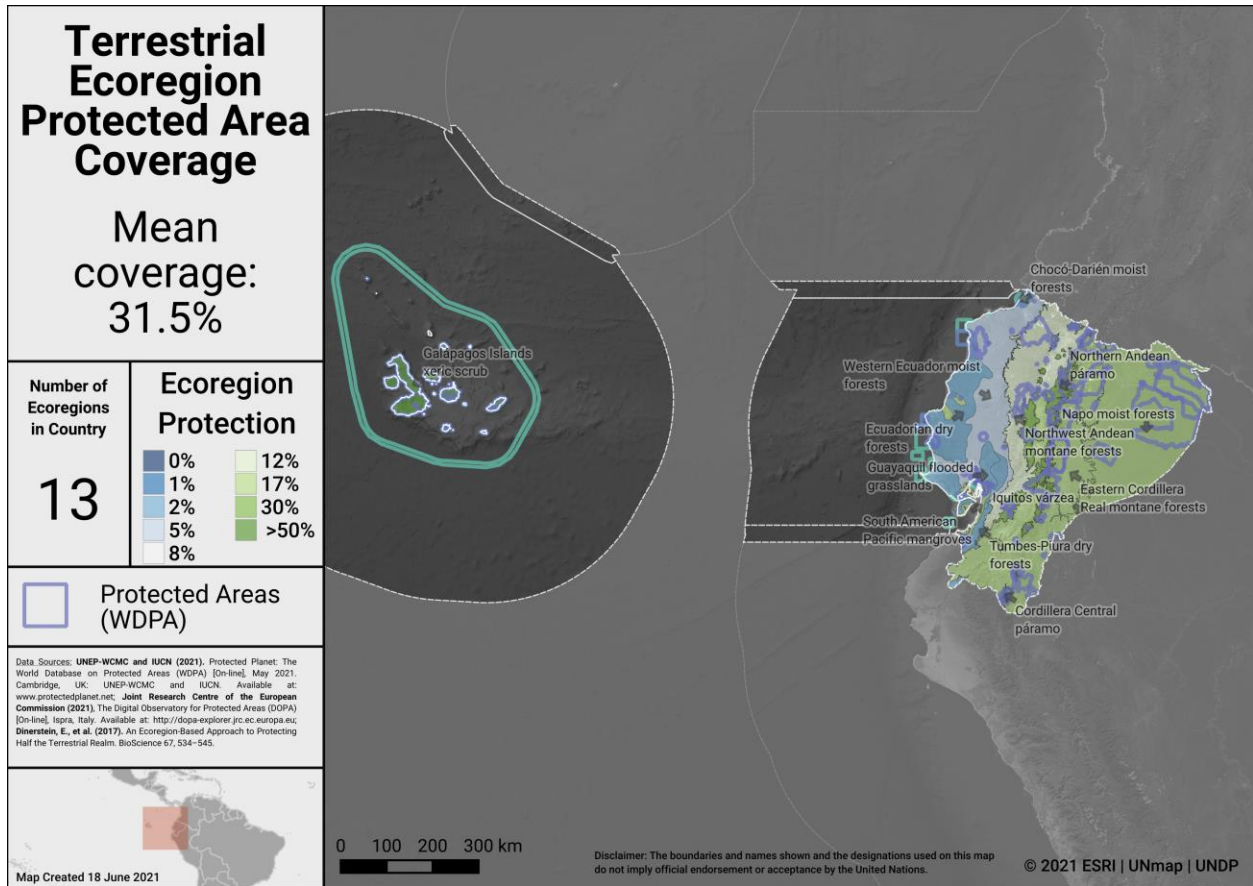 Terrestrial
Ecoregion
Protected Area
Coverage
Mean
coverage:
31.5%
Number of
Ecoregions
in Country
13
Ecoregion
Protection
0%
1%
2%
5%
8%
12%
17%
30%
>50%
Protected Areas
(WDPA)
Data Sources: UNEP-WCMC and IUCN (2021). Protected Planet: The
World Database on Protected Areas (WDPA) [On-line], May 2021.
Cambridge, UK: UNEP-WCMC and IUCN. Available at:
www.protectedplanet.net; Joint Research Centre of the European
Commission (2021), The Digital Observatory for Protected Areas (DOPA)
[On-line], Ispra, Italy. Available at: http://dopa-explorer.jrc.ec.europa.eu;
Dinerstein, E., et al. (2017). An Ecoregion-Based Approach to Protecting
Half the Terrestrial Realm. BioScience 67, 534–545.
Map Created 18 June 2021
Galápagos Islands
xeric scrub
Chocó-Darién moist
forests
Western Ecuador moist
forests
Northern Andean
páramo
Napo moist forests
Ecuadorian dry
forests
Northwest Andean
montane forests
Guayaquil flooded
grasslands
Iquitos várzea
Eastern Cordillera
Real montane forests
South American
Pacific mangroves
Tumbes-Piura dry
forests
Cordillera Central
páramo
0 100 200 300 km
Disclaimer: The boundaries and names shown and the designations used on this map
do not imply official endorsement or acceptance by the United Nations.
© 2021 ESRI | UNmap | UNDP